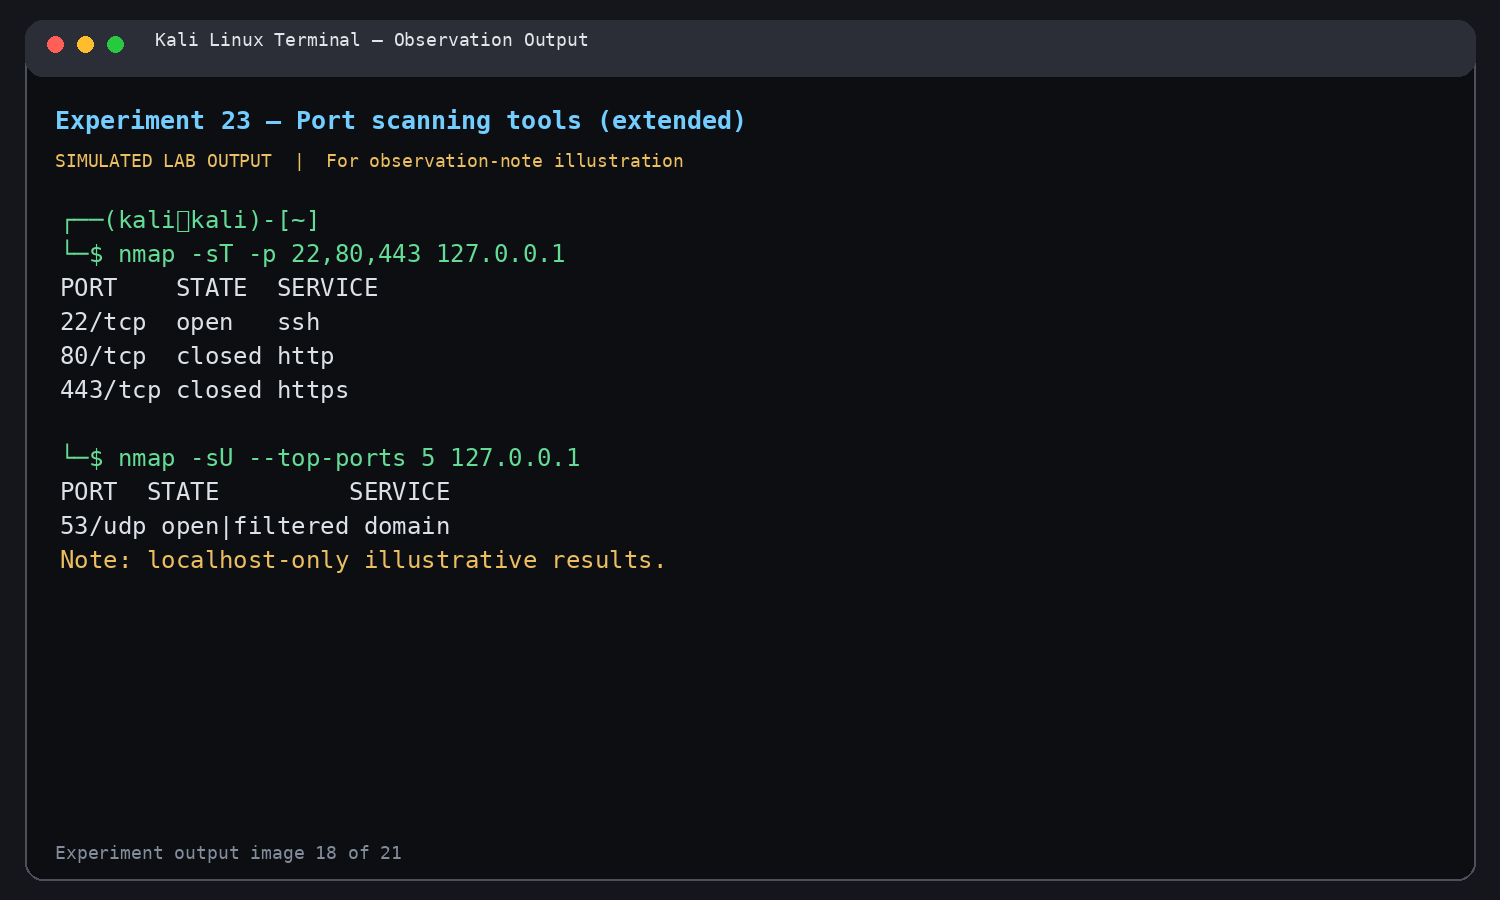 Kali Linux Terminal — Observation Output
Experiment 23 — Port scanning tools (extended)
SIMULATED LAB OUTPUT  |  For observation-note illustration
┌──(kali▯kali)-[~]
└─$ nmap -sT -p 22,80,443 127.0.0.1
PORT    STATE  SERVICE
22/tcp  open   ssh
80/tcp  closed http
443/tcp closed https
└─$ nmap -sU --top-ports 5 127.0.0.1
PORT  STATE         SERVICE
53/udp open|filtered domain
Note: localhost-only illustrative results.
Experiment output image 18 of 21